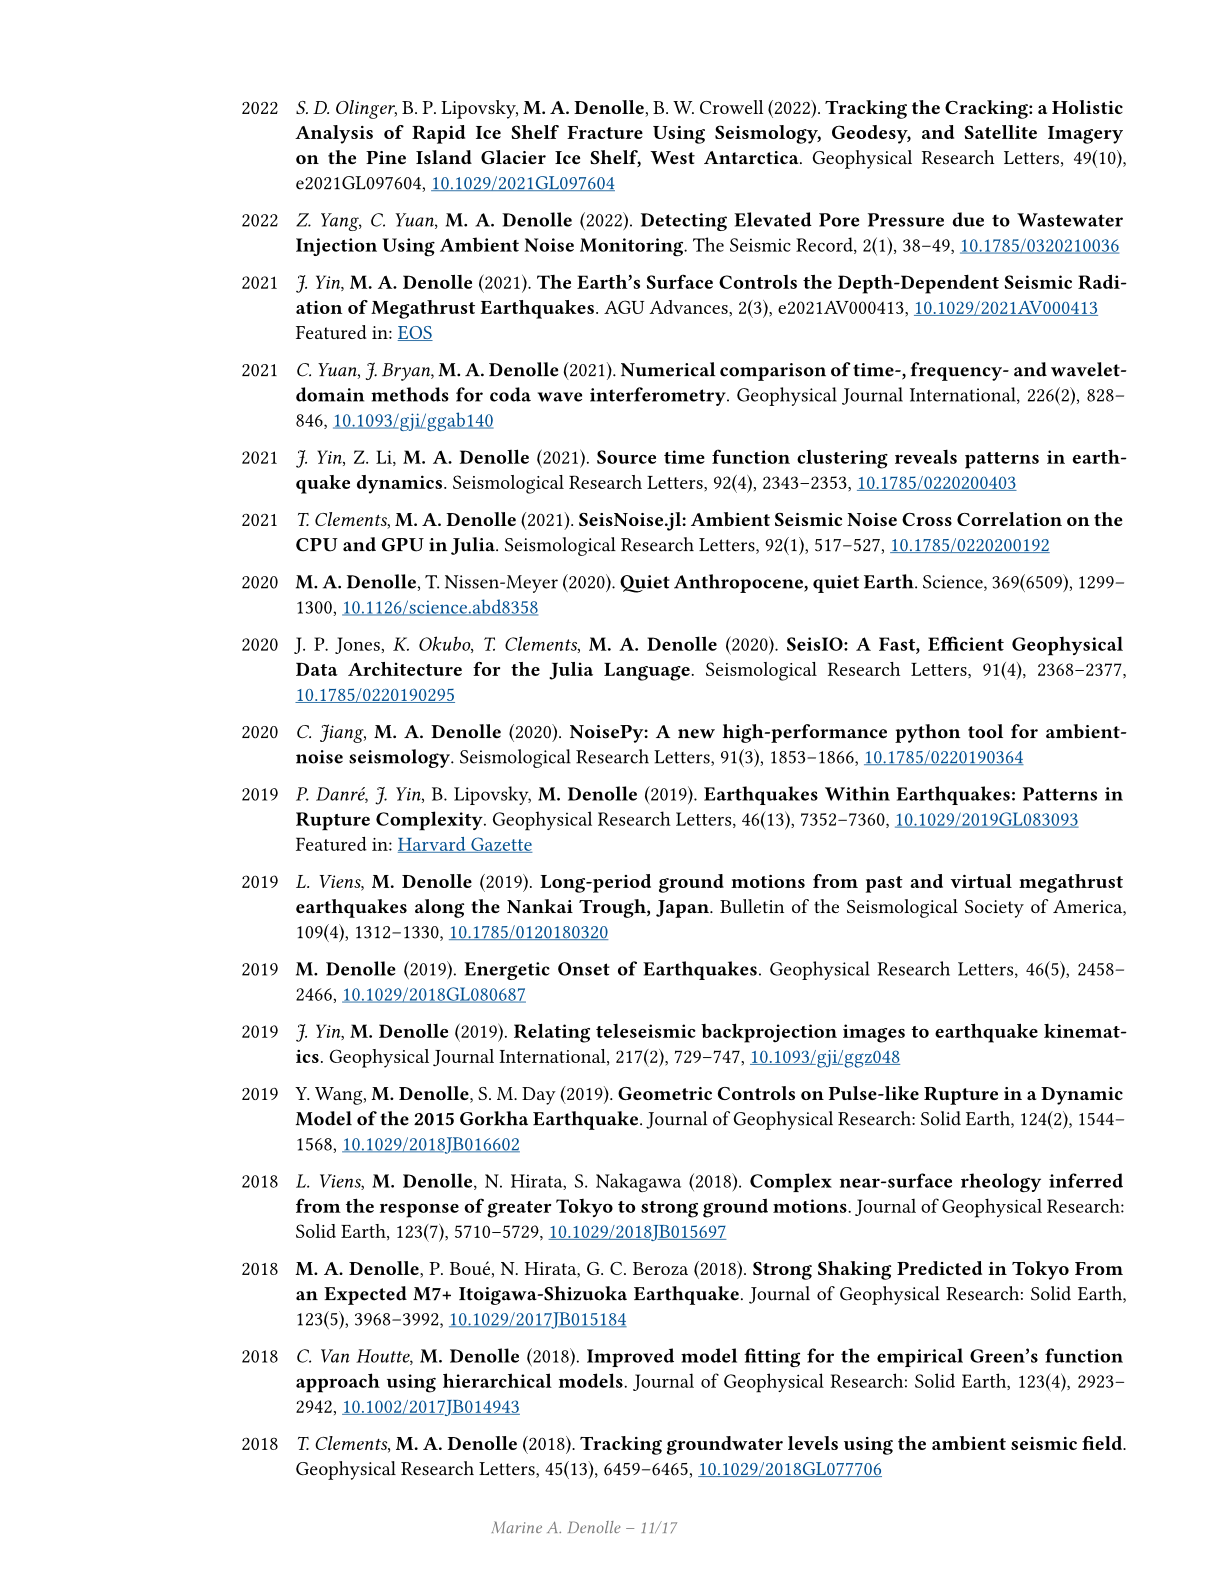 2022 S. D. Olinger, B. P. Lipovsky, M. A. Denolle, B. W. Crowell (2022). Tracking the Cracking: a Holistic
Analysis of Rapid Ice Shelf Fracture Using Seismology, Geodesy, and Satellite Imagery
on the Pine Island Glacier Ice Shelf, West Antarctica. Geophysical Research Letters, 49(10),
e2021GL097604, 10.1029/2021GL097604
2022 Z. Yang, C. Yuan, M. A. Denolle (2022). Detecting Elevated Pore Pressure due to Wastewater
Injection Using Ambient Noise Monitoring. The Seismic Record, 2(1), 38–49, 10.1785/0320210036
2021 J. Yin, M. A. Denolle (2021). The Earth's Surface Controls the Depth-Dependent Seismic Radi-
ation of Megathrust Earthquakes. AGU Advances, 2(3), e2021AV000413, 10.1029/2021AV000413
Featured in: EOS
2021 C. Yuan, J. Bryan, M. A. Denolle (2021). Numerical comparison of time-, frequency- and wavelet-
domain methods for coda wave interferometry. Geophysical Journal International, 226(2), 828–
846, 10.1093/gji/ggab140
2021 J. Yin, Z. Li, M. A. Denolle (2021). Source time function clustering reveals patterns in earth-
quake dynamics. Seismological Research Letters, 92(4), 2343–2353, 10.1785/0220200403
2021 T. Clements, M. A. Denolle (2021). SeisNoise.jl: Ambient Seismic Noise Cross Correlation on the
CPU and GPU in Julia. Seismological Research Letters, 92(1), 517–527, 10.1785/0220200192
2020 M. A. Denolle, T. Nissen-Meyer (2020). Quiet Anthropocene, quiet Earth. Science, 369(6509), 1299–
1300, 10.1126/science.abd8358
2020 J. P. Jones, K. Okubo, T. Clements, M. A. Denolle (2020). SeisIO: A Fast, Efficient Geophysical
Data Architecture for the Julia Language. Seismological Research Letters, 91(4), 2368–2377,
10.1785/0220190295
2020 C. Jiang, M. A. Denolle (2020). NoisePy: A new high-performance python tool for ambient-
noise seismology. Seismological Research Letters, 91(3), 1853–1866, 10.1785/0220190364
2019 P. Danré, J. Yin, B. Lipovsky, M. Denolle (2019). Earthquakes Within Earthquakes: Patterns in
Rupture Complexity. Geophysical Research Letters, 46(13), 7352–7360, 10.1029/2019GL083093
Featured in: Harvard Gazette
2019 L. Viens, M. Denolle (2019). Long-period ground motions from past and virtual megathrust
earthquakes along the Nankai Trough, Japan. Bulletin of the Seismological Society of America,
109(4), 1312–1330, 10.1785/0120180320
2019 M. Denolle (2019). Energetic Onset of Earthquakes. Geophysical Research Letters, 46(5), 2458–
2466, 10.1029/2018GL080687
2019 J. Yin, M. Denolle (2019). Relating teleseismic backprojection images to earthquake kinemat-
ics. Geophysical Journal International, 217(2), 729–747, 10.1093/gji/ggz048
2019 Y. Wang, M. Denolle, S. M. Day (2019). Geometric Controls on Pulse-like Rupture in a Dynamic
Model of the 2015 Gorkha Earthquake. Journal of Geophysical Research: Solid Earth, 124(2), 1544–
1568, 10.1029/2018JB016602
2018 L. Viens, M. Denolle, N. Hirata, S. Nakagawa (2018). Complex near-surface rheology inferred
from the response of greater Tokyo to strong ground motions. Journal of Geophysical Research:
Solid Earth, 123(7), 5710–5729, 10.1029/2018JB015697
2018 M. A. Denolle, P. Boué, N. Hirata, G. C. Beroza (2018). Strong Shaking Predicted in Tokyo From
an Expected M7+ Itoigawa-Shizuoka Earthquake. Journal of Geophysical Research: Solid Earth,
123(5), 3968–3992, 10.1029/2017JB015184
2018 C. Van Houtte, M. Denolle (2018). Improved model fitting for the empirical Green's function
approach using hierarchical models. Journal of Geophysical Research: Solid Earth, 123(4), 2923–
2942, 10.1002/2017JB014943
2018 T. Clements, M. A. Denolle (2018). Tracking groundwater levels using the ambient seismic field.
Geophysical Research Letters, 45(13), 6459–6465, 10.1029/2018GL077706
Marine A. Denolle – 11/17